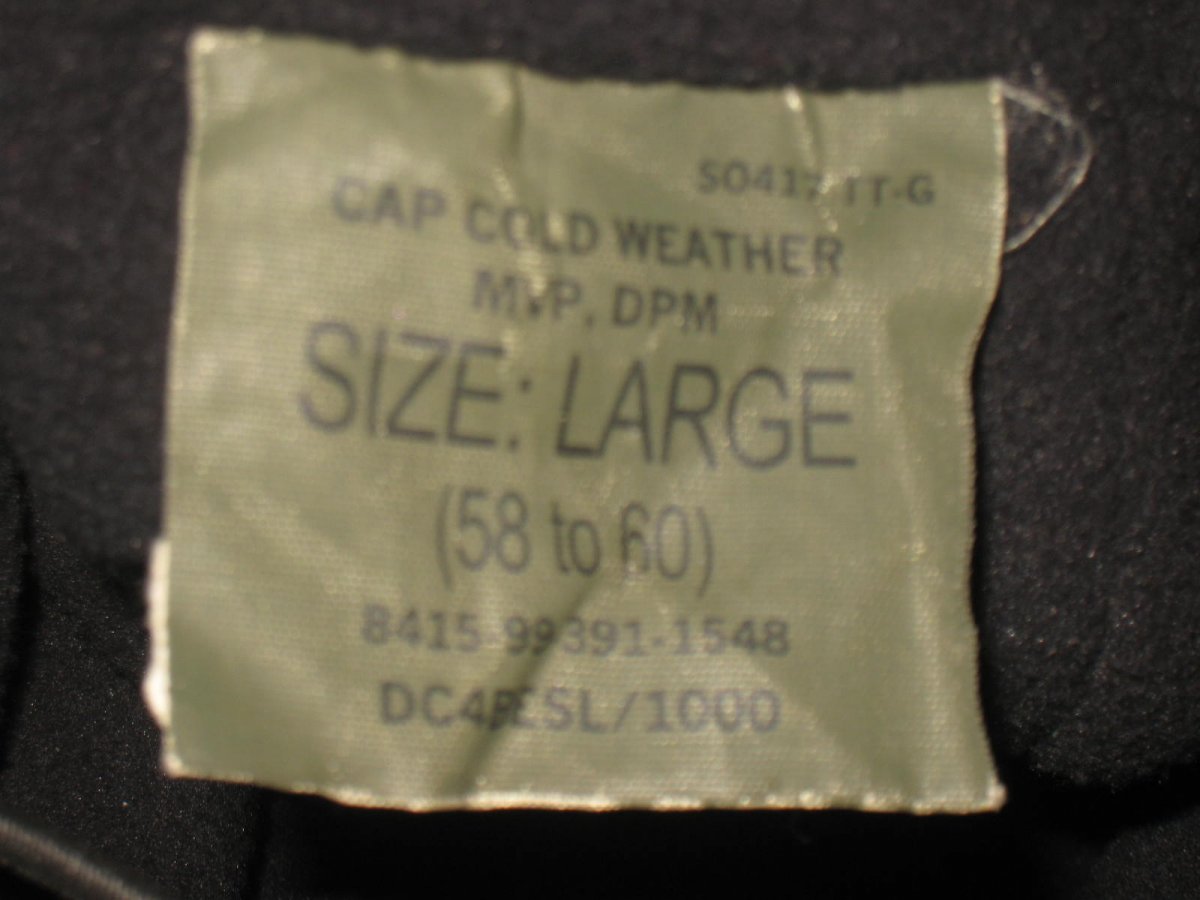 CAP COLD WEATHER
MVP, DPM
SIZE: LARGE
(58 to 60)
8415-99391-1548